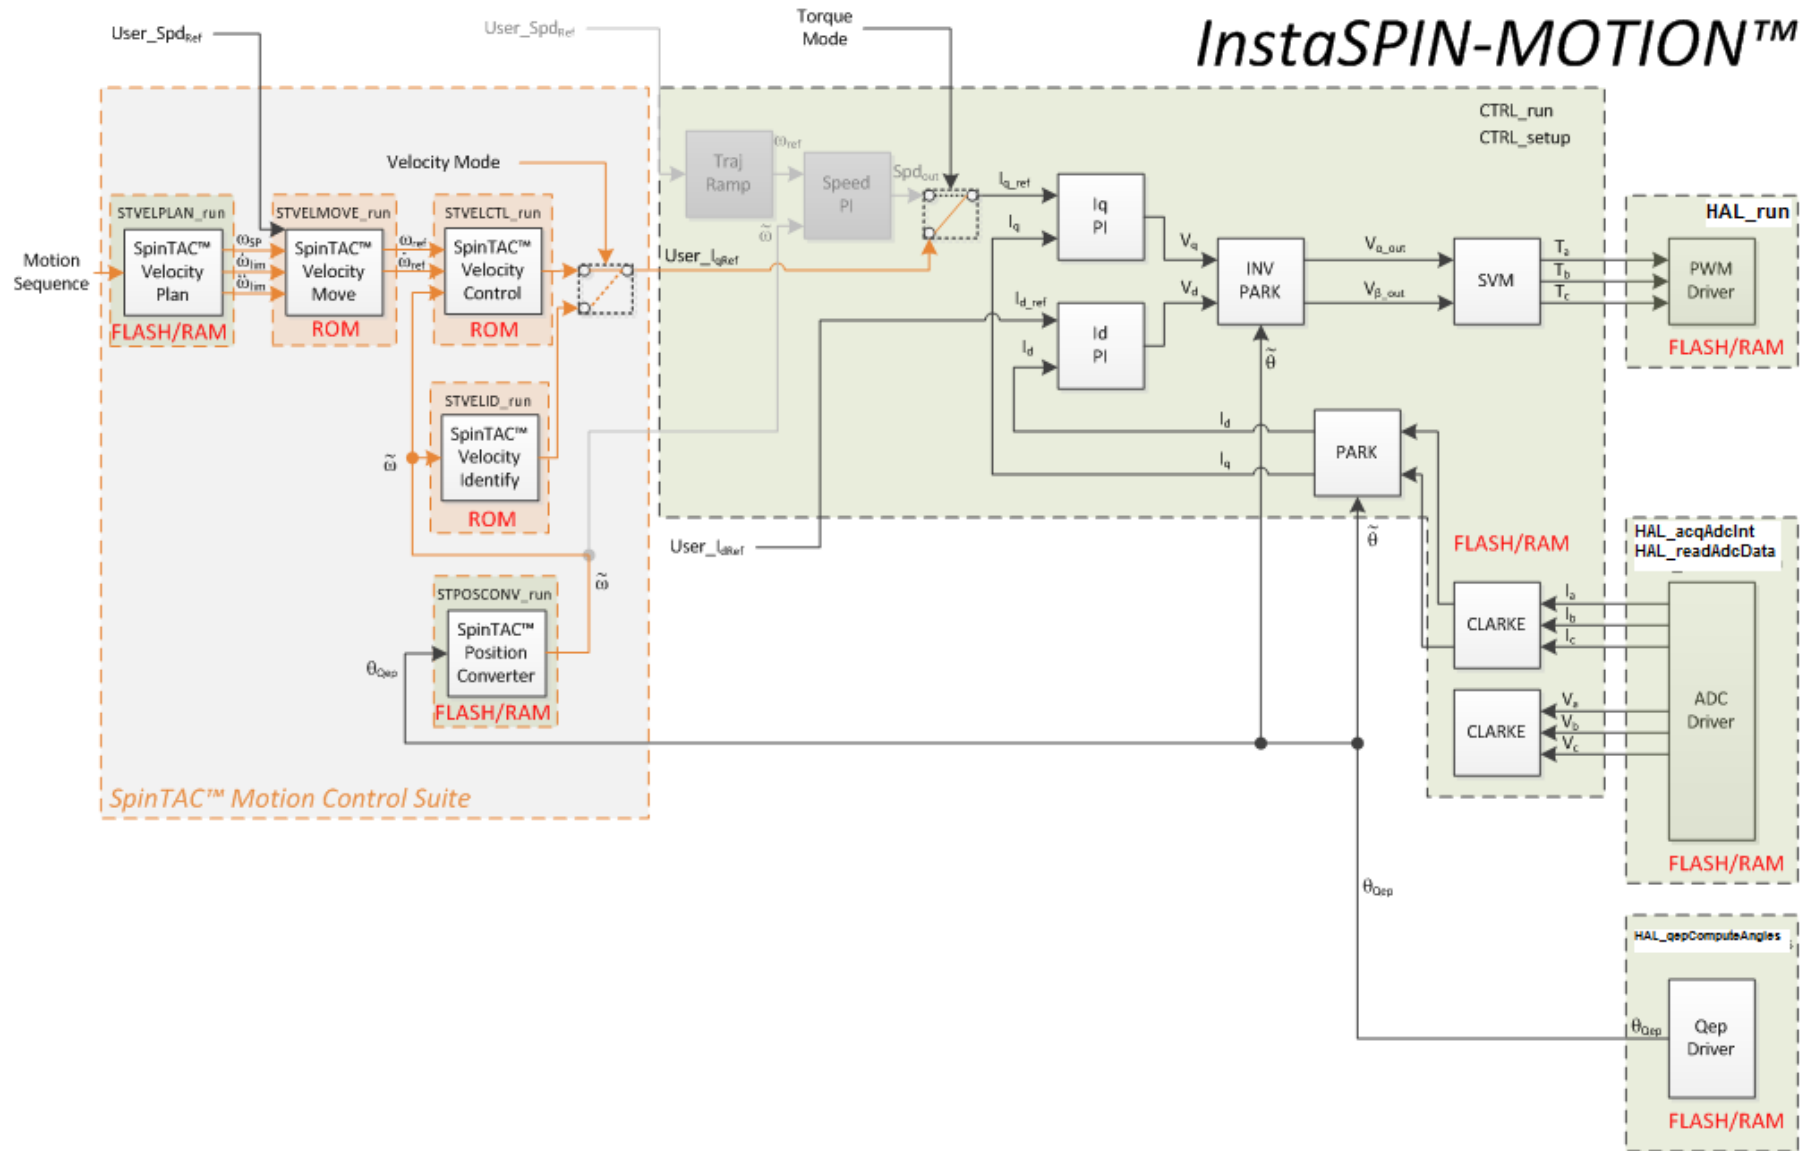 InstaSPIN-MOTION™
User_SpdRef
User_SpdRef
Torque
Mode
CTRL_run
CTRL_setup
Velocity Mode
Traj
Ramp
ωref
Speed
PI
Spdout
ω̃
Iq_ref
Iq
Iq
PI
STVELPLAN_run
SpinTAC™
Velocity
Plan
FLASH/RAM
Motion
Sequence
ωSP
ω̇lim
ω̈lim
STVELMOVE_run
SpinTAC™
Velocity
Move
ROM
ωref
ω̇ref
STVELCTL_run
SpinTAC™
Velocity
Control
ROM
User_IqRef
Id_ref
Id
Id
PI
Vq
Vd
INV
PARK
θ̃
Vα_out
Vβ_out
SVM
Ta
Tb
Tc
HAL_run
PWM
Driver
FLASH/RAM
STVELID_run
SpinTAC™
Velocity
Identify
ROM
ω̃
Id
Iq
PARK
θ̃
User_IdRef
ω̃
STPOSCONV_run
SpinTAC™
Position
Converter
FLASH/RAM
θQep
FLASH/RAM
CLARKE
Ia
Ib
Ic
CLARKE
Va
Vb
Vc
HAL_acqAdcInt
HAL_readAdcData
ADC
Driver
FLASH/RAM
SpinTAC™ Motion Control Suite
θQep
HAL_qepComputeAngles
θQep
Qep
Driver
FLASH/RAM